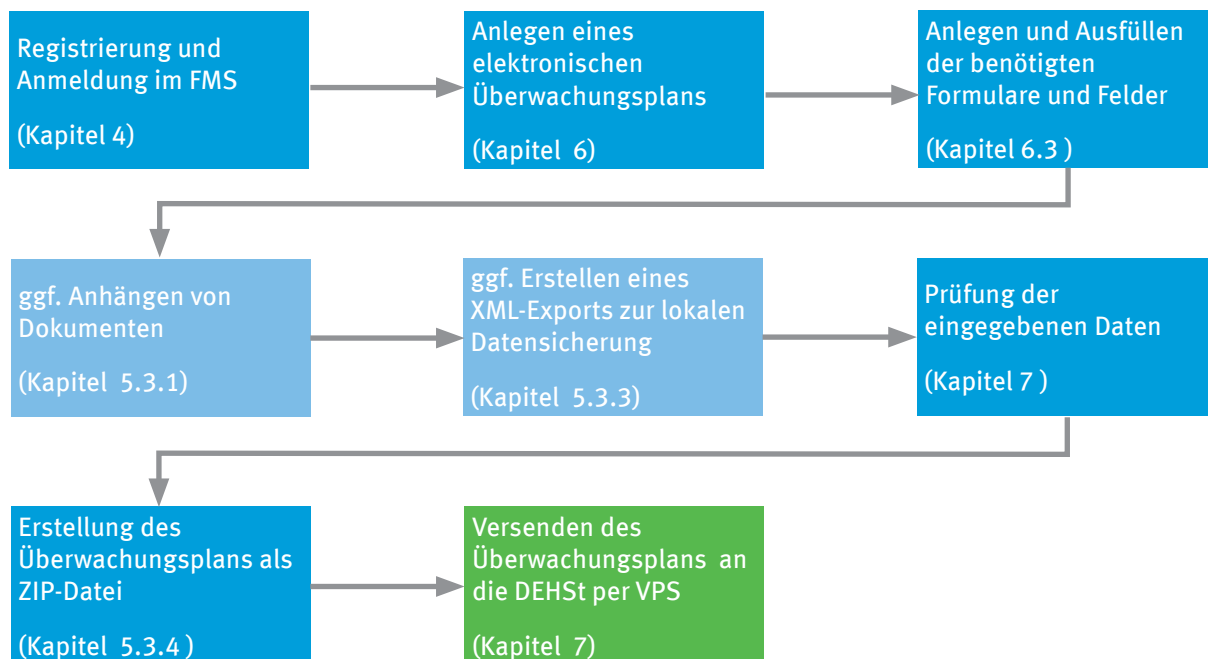 Registrierung und
Anmeldung im FMS
(Kapitel 4)
Anlegen eines
elektronischen
Überwachungsplans
(Kapitel 6)
Anlegen und Ausfüllen
der benötigten
Formulare und Felder
(Kapitel 6.3 )
ggf. Anhängen von
Dokumenten
(Kapitel 5.3.1)
ggf. Erstellen eines
XML-Exports zur lokalen
Datensicherung
(Kapitel 5.3.3)
Prüfung der
eingegebenen Daten
(Kapitel 7 )
Erstellung des
Überwachungsplans als
ZIP-Datei
(Kapitel 5.3.4 )
Versenden des
Überwachungsplans an
die DEHSt per VPS
(Kapitel 7)